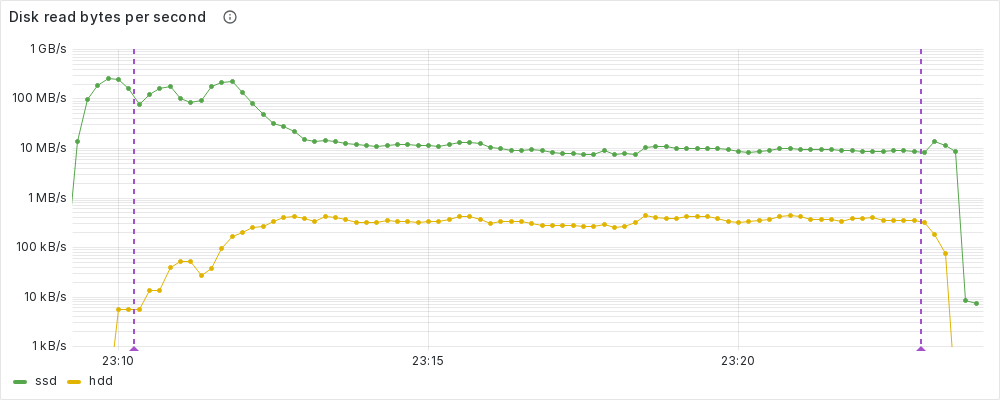 Disk read bytes per second
1 GB/s
100 MB/s
10 MB/s
1 MB/s
100 kB/s
10 kB/s
1 kB/s
23:10 23:15 23:20
ssd hdd